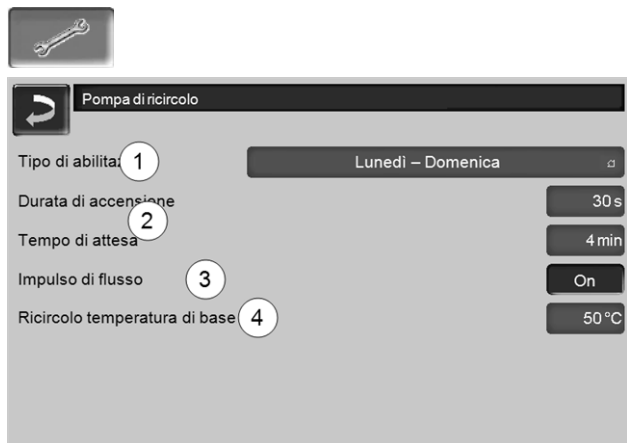 Pompa di ricircolo
Tipo di abilitaz 1 Lunedì – Domenica
Durata di accensione 30 s
2
Tempo di attesa 4 min
Impulso di flusso 3 On
Ricircolo temperatura di base 4 50 °C